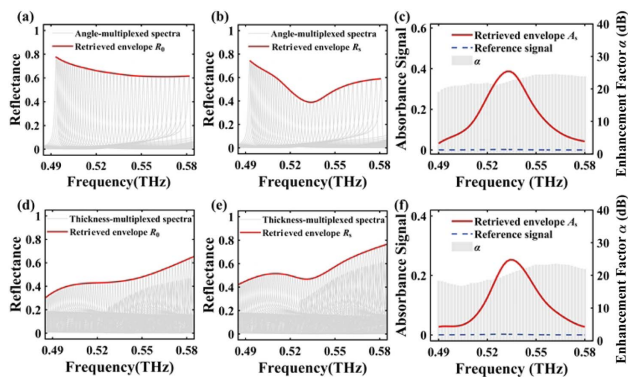 (a)
Angle-multiplexed spectra
Retrieved envelope R0
Reflectance
1
0.8
0.6
0.4
0.2
0
0.49 0.52 0.55 0.58
Frequency(THz)
(b)
Angle-multiplexed spectra
Retrieved envelope Rs
Reflectance
1
0.8
0.6
0.4
0.2
0
0.49 0.52 0.55 0.58
Frequency(THz)
(c)
Retrieved envelope As
Reference signal
α
Absorbance Signal
0.6
0.4
0.2
0
0.49 0.52 0.55 0.58
Frequency(THz)
Enhancement Factor α (dB)
40
30
20
10
0
(d)
Thickness-multiplexed spectra
Retrieved envelope R0
Reflectance
1
0.8
0.6
0.4
0.2
0
0.49 0.52 0.55 0.58
Frequency(THz)
(e)
Thickness-multiplexed spectra
Retrieved envelope Rs
Reflectance
1
0.8
0.6
0.4
0.2
0
0.49 0.52 0.55 0.58
Frequency(THz)
(f)
Retrieved envelope As
Reference signal
α
Absorbance Signal
0.4
0.2
0
0.49 0.52 0.55 0.58
Frequency(THz)
Enhancement Factor α (dB)
40
30
20
10
0